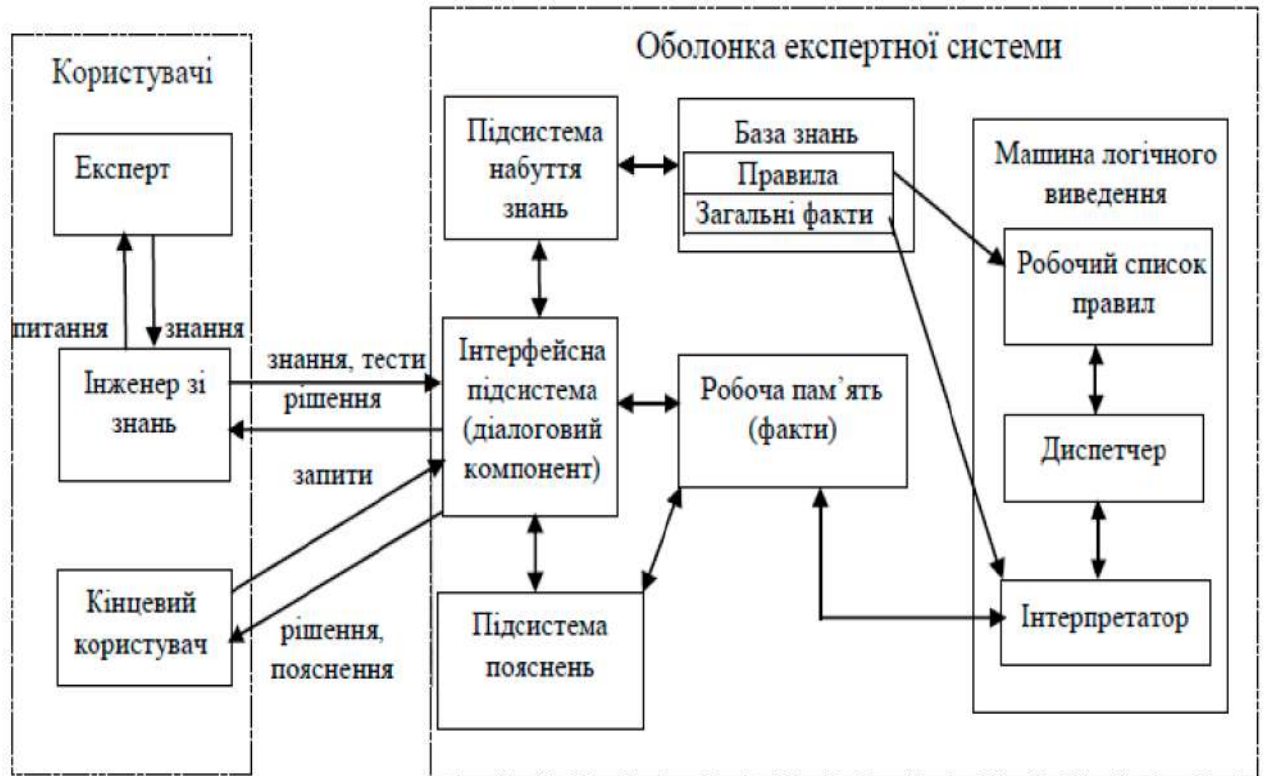 Користувачі
Експерт
питання
знання
Інженер зі
знань
Кінцевий
користувач
знання, тести
рішення
запити
рішення,
пояснення
Оболонка експертної системи
Підсистема
набуття
знань
База знань
Правила
Загальні факти
Інтерфейсна
підсистема
(діалоговий
компонент)
Робоча пам’ять
(факти)
Підсистема
пояснень
Машина логічного
виведення
Робочий список
правил
Диспетчер
Інтерпретатор